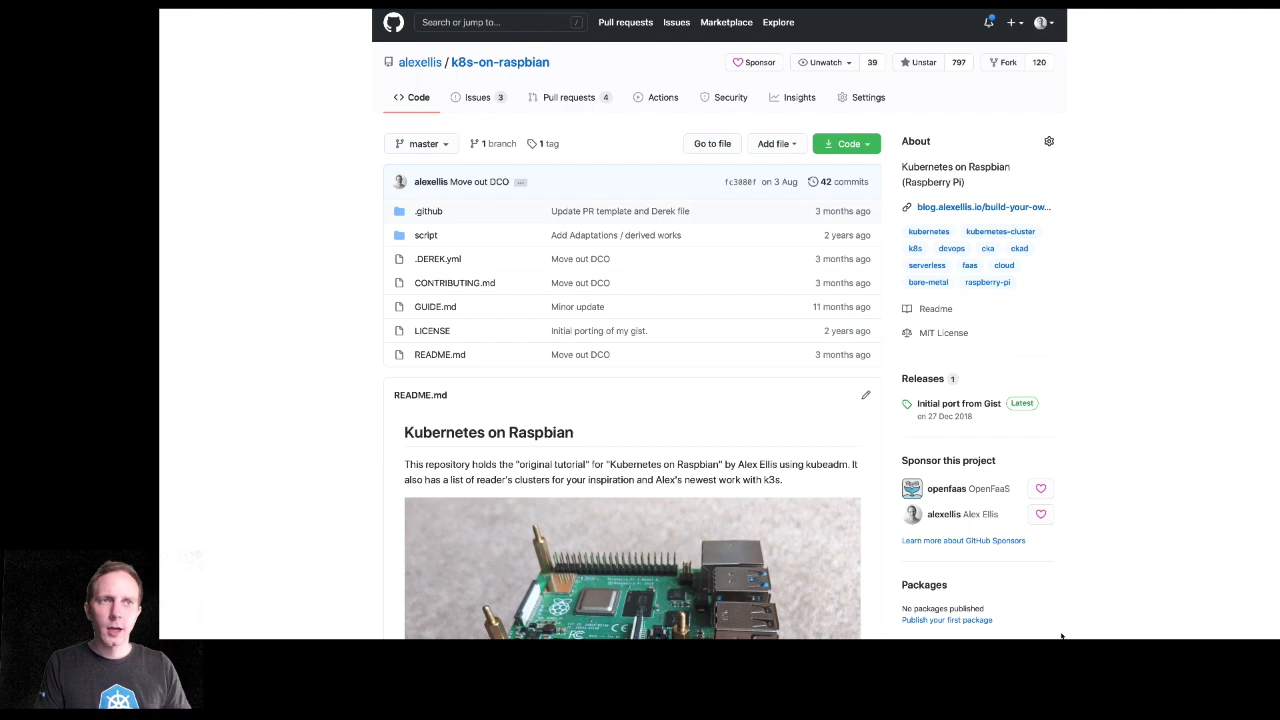 Search or jump to...
/
Pull requests
Issues
Marketplace
Explore
alexellis / k8s-on-raspbian
Sponsor
Unwatch
39
Unstar
797
Fork
120
Code
Issues 3
Pull requests 4
Actions
Security
Insights
Settings
master
1 branch
1 tag
Go to file
Add file
Code
alexellis Move out DCO
fc3080f on 3 Aug
42 commits
.github Update PR template and Derek file 3 months ago
script Add Adaptations / derived works 2 years ago
.DEREK.yml Move out DCO 3 months ago
CONTRIBUTING.md Move out DCO 3 months ago
GUIDE.md Minor update 11 months ago
LICENSE Initial porting of my gist. 2 years ago
README.md Move out DCO 3 months ago
README.md
Kubernetes on Raspbian
This repository holds the "original tutorial" for "Kubernetes on Raspbian" by Alex Ellis using kubeadm. It
also has a list of reader's clusters for your inspiration and Alex's newest work with k3s.
About
Kubernetes on Raspbian
(Raspberry Pi)
blog.alexellis.io/build-your-ow...
kubernetes kubernetes-cluster
k8s devops cka ckad
serverless faas cloud
bare-metal raspberry-pi
Readme
MIT License
Releases 1
Initial port from Gist Latest
on 27 Dec 2018
Sponsor this project
openfaas OpenFaaS
alexellis Alex Ellis
Learn more about GitHub Sponsors
Packages
No packages published
Publish your first package